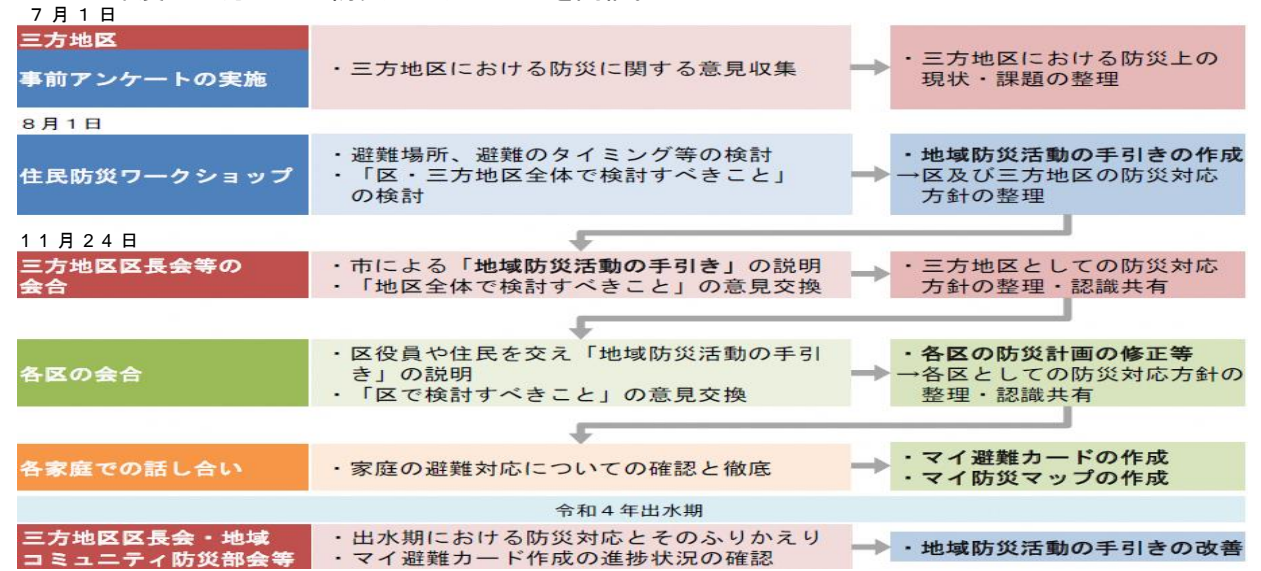 ７月１日
三方地区
事前アンケートの実施
・三方地区における防災に関する意見収集
・三方地区における防災上の
現状・課題の整理
８月１日
住民防災ワークショップ
・避難場所、避難のタイミング等の検討
・「区・三方地区全体で検討すべきこと」
の検討
・地域防災活動の手引きの作成
→区及び三方地区の防災対応
方針の整理
１１月２４日
三方地区区長会等の
会合
・市による「地域防災活動の手引き」の説明
・「地区全体で検討すべきこと」の意見交換
・三方地区としての防災対応
方針の整理・認識共有
各区の会合
・区役員や住民を交え「地域防災活動の手引
き」の説明
・「区で検討すべきこと」の意見交換
・各区の防災計画の修正等
→各区としての防災対応方針の
整理・認識共有
各家庭での話し合い
・家庭の避難対応についての確認と徹底
・マイ避難カードの作成
・マイ防災マップの作成
令和４年出水期
三方地区区長会・地域
コミュニティ防災部会等
・出水期における防災対応とそのふりかえり
・マイ避難カード作成の進捗状況の確認
・地域防災活動の手引きの改善